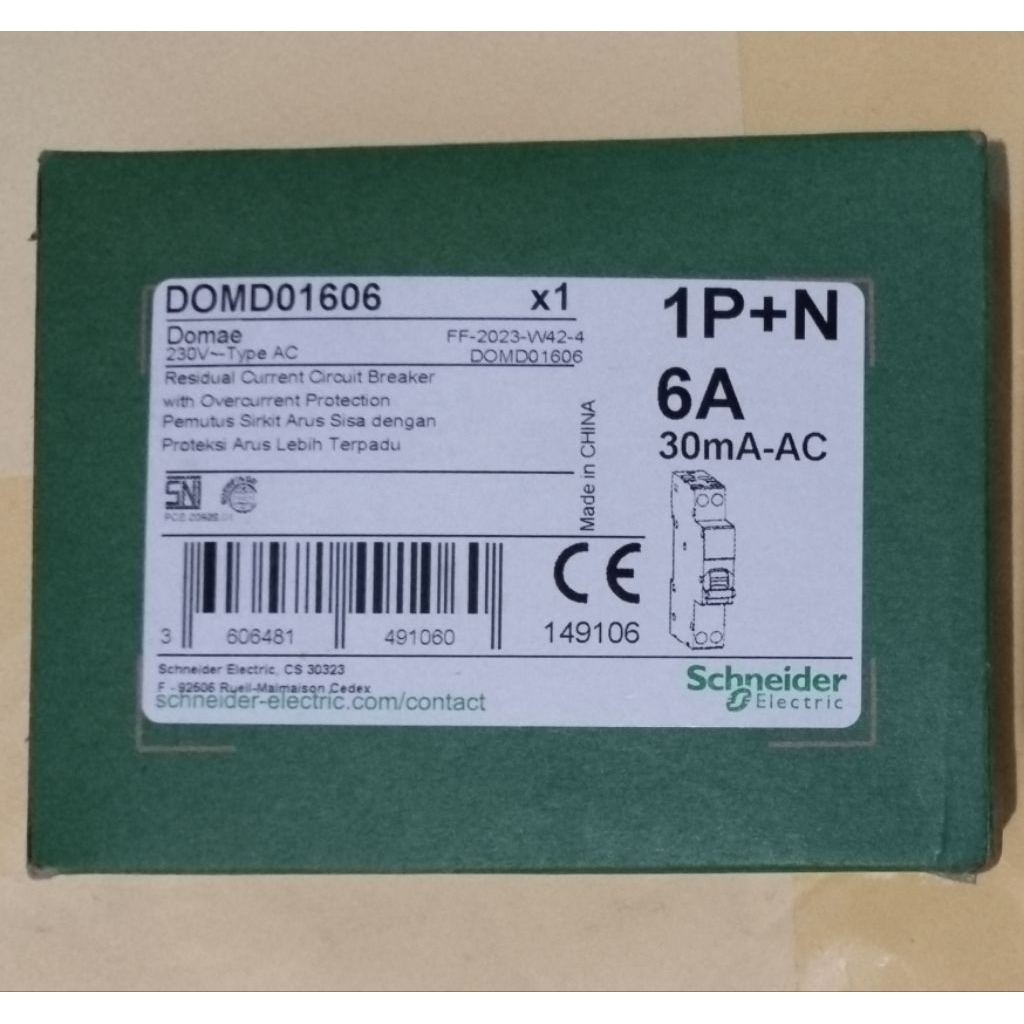 DOMD01606 x1
Domae FF-2023-W42-4
230V~Type AC DOMD01606
Residual Current Circuit Breaker
with Overcurrent Protection
Pemutus Sirkit Arus Sisa dengan
Proteksi Arus Lebih Terpadu
Made in CHINA
SNI
CE
3 606481 491060
149106
1P+N
6A
30mA-AC
Schneider Electric, CS 30323
F - 92506 Rueil-Malmaison Cedex
schneider-electric.com/contact
Schneider
Electric